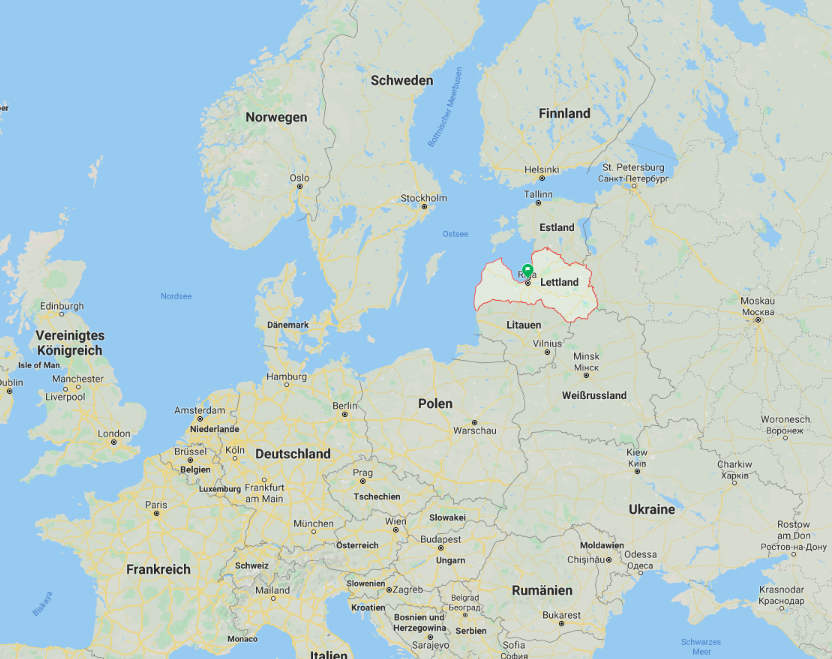 Schweden
Bottnischer Meerbusen
Norwegen
Finnland
Oslo
Helsinki
St. Petersburg
Санкт-Петербург
Stockholm
Tallinn
Ostsee
Estland
Riga
Lettland
Nordsee
Edinburgh
Vereinigtes
Königreich
Isle of Man
Dublin
Manchester
Liverpool
London
Dänemark
Litauen
Vilnius
Moskau
Москва
Minsk
Мінск
Weißrussland
Hamburg
Amsterdam
Niederlande
Berlin
Polen
Warschau
Woronesch
Воронеж
Brüssel
Belgien
Köln
Deutschland
Luxemburg
Frankfurt
am Main
Prag
Tschechien
Kiew
Київ
Charkiw
Харків
Paris
München
Wien
Slowakei
Ukraine
Österreich
Budapest
Ungarn
Moldawien
Chișinău
Odessa
Одеса
Rostow
am Don
Ростов-на-Дону
Frankreich
Schweiz
Mailand
Slowenien
Zagreb
Kroatien
Rumänien
Krasnodar
Краснодар
Biskaya
Belgrad
Београд
Bukarest
Bosnien und
Herzegowina
Serbien
Monaco
Sarajevo
Sofia
София
Schwarzes
Meer
Italien